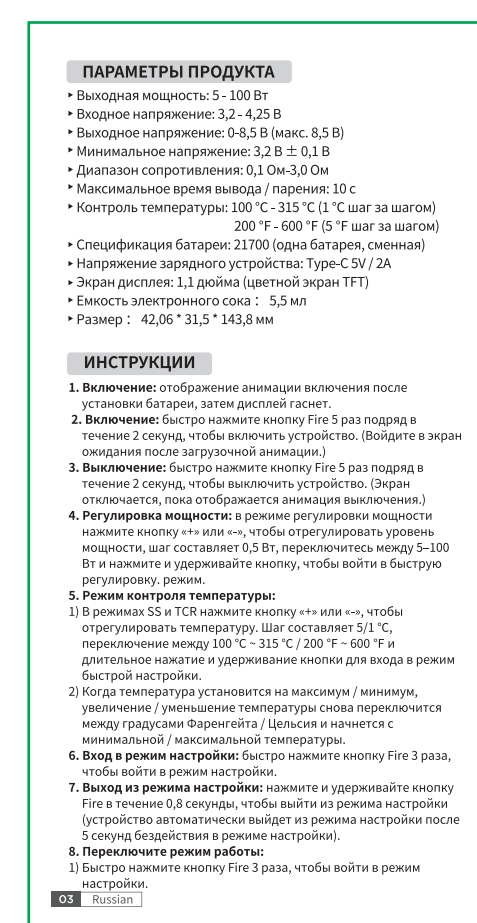 ПАРАМЕТРЫ ПРОДУКТА
‣ Выходная мощность: 5 - 100 Вт
‣ Входное напряжение: 3,2 - 4,25 В
‣ Выходное напряжение: 0-8,5 В (макс. 8,5 В)
‣ Минимальное напряжение: 3,2 В ± 0,1 В
‣ Диапазон сопротивления: 0,1 Ом-3,0 Ом
‣ Максимальное время вывода / парения: 10 с
‣ Контроль температуры: 100 °C - 315 °C (1 °C шаг за шагом)
200 °F - 600 °F (5 °F шаг за шагом)
‣ Спецификация батареи: 21700 (одна батарея, сменная)
‣ Напряжение зарядного устройства: Type-C 5V / 2A
‣ Экран дисплея: 1,1 дюйма (цветной экран TFT)
‣ Емкость электронного сока： 5,5 мл
‣ Размер： 42,06 * 31,5 * 143,8 мм
ИНСТРУКЦИИ
1. Включение: отображение анимации включения после
установки батареи, затем дисплей гаснет.
2. Включение: быстро нажмите кнопку Fire 5 раз подряд в
течение 2 секунд, чтобы включить устройство. (Войдите в экран
ожидания после загрузочной анимации.)
3. Выключение: быстро нажмите кнопку Fire 5 раз подряд в
течение 2 секунд, чтобы выключить устройство. (Экран
отключается, пока отображается анимация выключения.)
4. Регулировка мощности: в режиме регулировки мощности
нажмите кнопку «+» или «-», чтобы отрегулировать уровень
мощности, шаг составляет 0,5 Вт, переключитесь между 5–100
Вт и нажмите и удерживайте кнопку, чтобы войти в быструю
регулировку. режим.
5. Режим контроля температуры:
1) В режимах SS и TCR нажмите кнопку «+» или «-», чтобы
отрегулировать температуру. Шаг составляет 5/1 °C,
переключение между 100 °C ~ 315 °C / 200 °F ~ 600 °F и
длительное нажатие и удерживание кнопки для входа в режим
быстрой настройки.
2) Когда температура установится на максимум / минимум,
увеличение / уменьшение температуры снова переключится
между градусами Фаренгейта / Цельсия и начнется с
минимальной / максимальной температуры.
6. Вход в режим настройки: быстро нажмите кнопку Fire 3 раза,
чтобы войти в режим настройки.
7. Выход из режима настройки: нажмите и удерживайте кнопку
Fire в течение 0,8 секунды, чтобы выйти из режима настройки
(устройство автоматически выйдет из режима настройки после
5 секунд бездействия в режиме настройки).
8. Переключите режим работы:
1) Быстро нажмите кнопку Fire 3 раза, чтобы войти в режим
настройки.
03 Russian